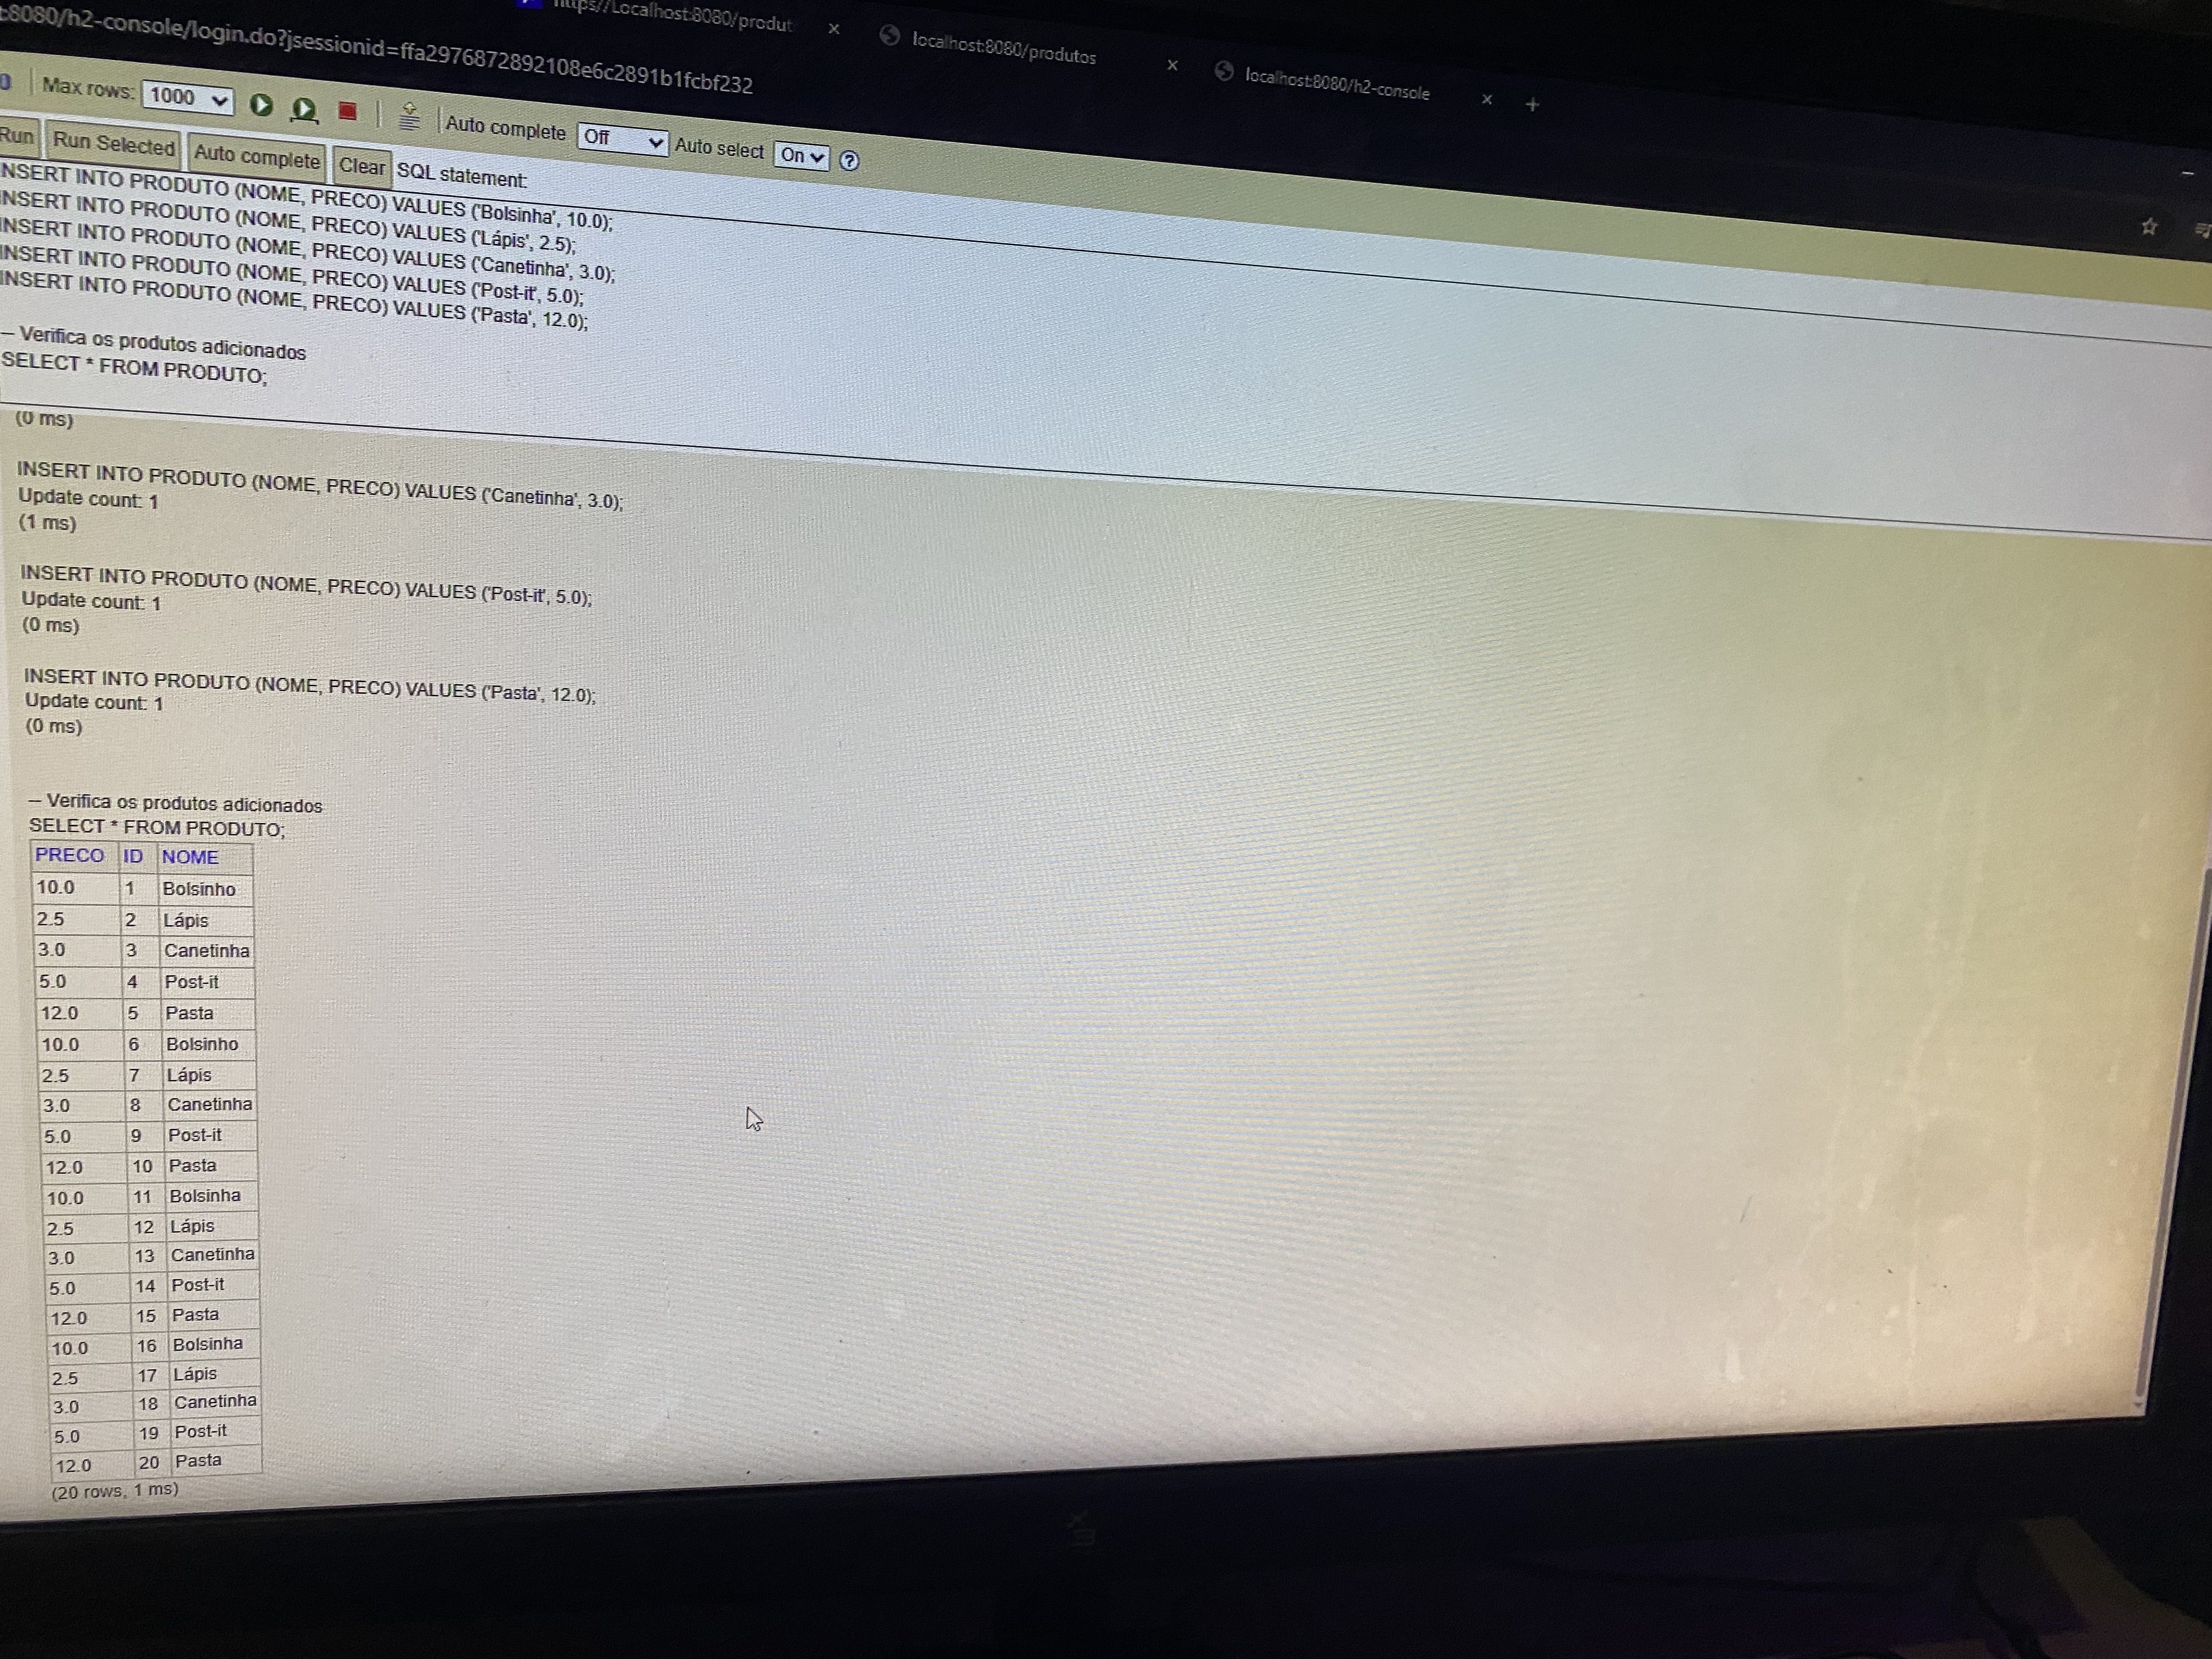 https//Localhost:8080/produt
localhost:8080/produtos
localhost:8080/h2-console
t:8080/h2-console/login.do?jsessionid=ffa2976872892108e6c2891b1fcbf232
Max rows: 1000 Auto complete Off Auto select On ?
Run Run Selected Auto complete Clear SQL statement:
INSERT INTO PRODUTO (NOME, PRECO) VALUES ('Bolsinha', 10.0);
INSERT INTO PRODUTO (NOME, PRECO) VALUES ('Lápis', 2.5);
INSERT INTO PRODUTO (NOME, PRECO) VALUES ('Canetinha', 3.0);
INSERT INTO PRODUTO (NOME, PRECO) VALUES ('Post-it', 5.0);
INSERT INTO PRODUTO (NOME, PRECO) VALUES ('Pasta', 12.0);
-- Verifica os produtos adicionados
SELECT * FROM PRODUTO;
(0 ms)
INSERT INTO PRODUTO (NOME, PRECO) VALUES ('Canetinha', 3.0);
Update count: 1
(1 ms)
INSERT INTO PRODUTO (NOME, PRECO) VALUES ('Post-it', 5.0);
Update count: 1
(0 ms)
INSERT INTO PRODUTO (NOME, PRECO) VALUES ('Pasta', 12.0);
Update count: 1
(0 ms)
-- Verifica os produtos adicionados
SELECT * FROM PRODUTO;
PRECO ID NOME
10.0 1 Bolsinho
2.5 2 Lápis
3.0 3 Canetinha
5.0 4 Post-it
12.0 5 Pasta
10.0 6 Bolsinho
2.5 7 Lápis
3.0 8 Canetinha
5.0 9 Post-it
12.0 10 Pasta
10.0 11 Bolsinha
2.5 12 Lápis
3.0 13 Canetinha
5.0 14 Post-it
12.0 15 Pasta
10.0 16 Bolsinha
2.5 17 Lápis
3.0 18 Canetinha
5.0 19 Post-it
12.0 20 Pasta
(20 rows, 1 ms)